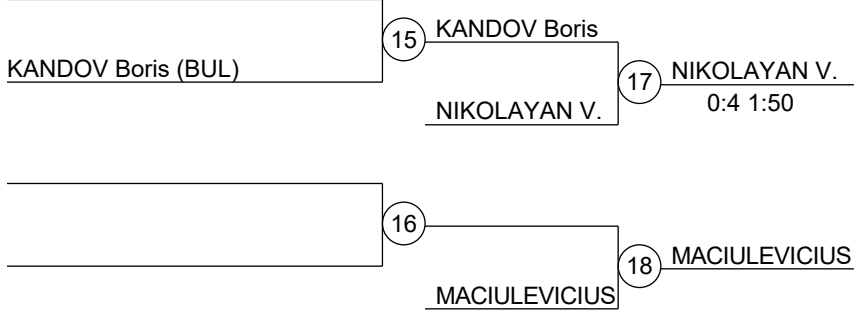 15
KANDOV Boris
KANDOV Boris (BUL)
17
NIKOLAYAN V.
0:4 1:50
NIKOLAYAN V.
16
18
MACIULEVICIUS
MACIULEVICIUS